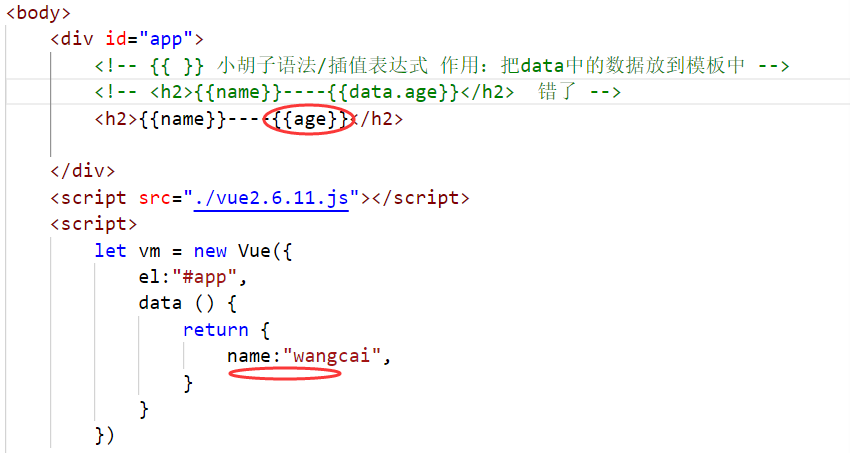 <body>
<div id="app">
<!-- {{ }} 小胡子语法/插值表达式 作用：把data中的数据放到模板中 -->
<!-- <h2>{{name}}----{{data.age}}</h2>  错了 -->
<h2>{{name}}----{{age}}</h2>
</div>
<script src="./vue2.6.11.js"></script>
<script>
let vm = new Vue({
el:"#app",
data () {
return {
name:"wangcai",
}
}
})